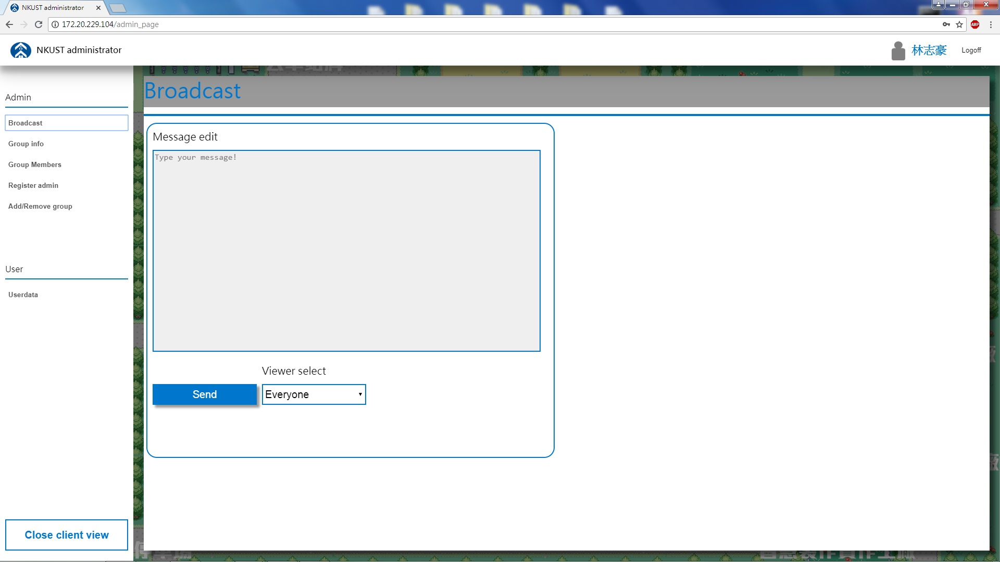 NKUST administrator
172.20.229.104/admin_page
ABP
NKUST administrator
林志豪
Logoff
Admin
Broadcast
Group info
Group Members
Register admin
Add/Remove group
User
Userdata
Close client view
Broadcast
Message edit
Type your message!
Viewer select
Send
Everyone